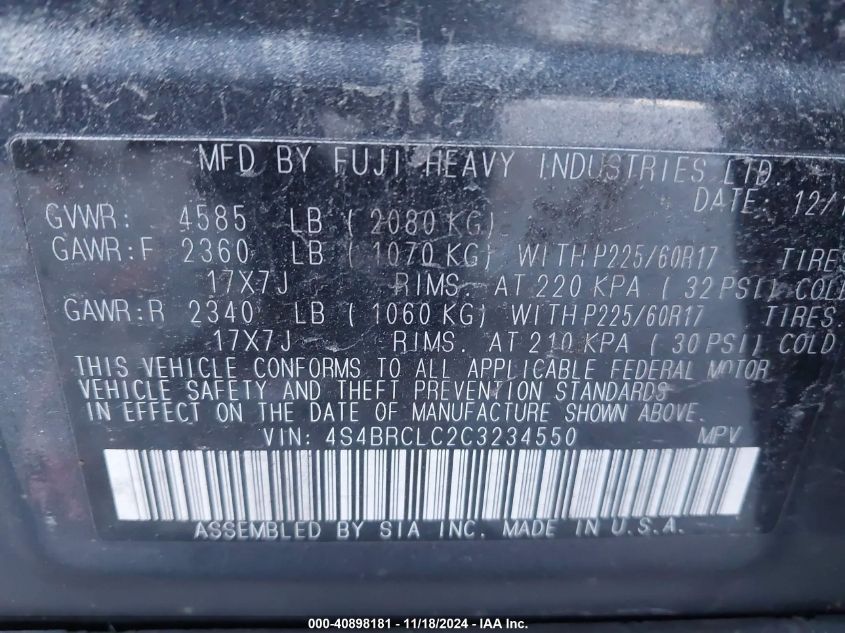 MFD BY FUJI HEAVY INDUSTRIES LTD.
DATE: 12/1
GVWR: 4585 LB ( 2080 KG)
GAWR:F 2360 LB ( 1070 KG) WITH P225/60R17 TIRES
17X7J RIMS. AT 220 KPA ( 32 PSI) COLD
GAWR:R 2340 LB ( 1060 KG) WITH P225/60R17 TIRES.
17X7J RIMS. AT 210 KPA ( 30 PSI) COLD
THIS VEHICLE CONFORMS TO ALL APPLICABLE FEDERAL MOTOR
VEHICLE SAFETY AND THEFT PREVENTION STANDARDS
IN EFFECT ON THE DATE OF MANUFACTURE SHOWN ABOVE.
VIN: 4S4BRCLC2C3234550 MPV
ASSEMBLED BY SIA INC. MADE IN U.S.A.
000-40898181 - 11/18/2024 - IAA Inc.